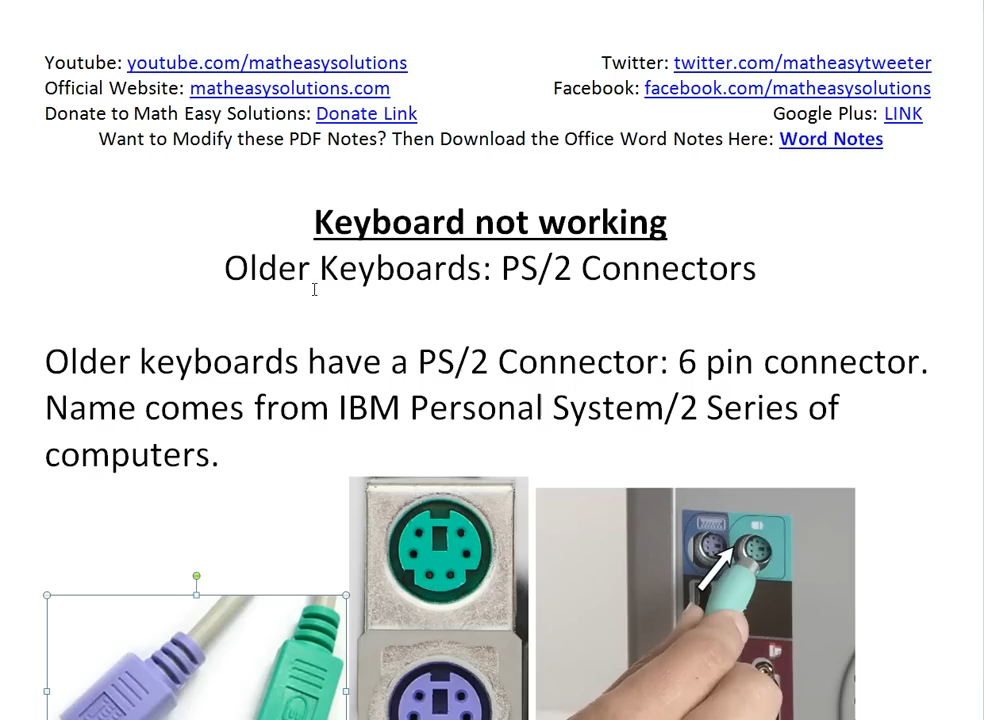 Youtube: youtube.com/matheasysolutions
Twitter: twitter.com/matheasytweeter
Official Website: matheasysolutions.com
Facebook: facebook.com/matheasysolutions
Donate to Math Easy Solutions: Donate Link
Google Plus: LINK
Want to Modify these PDF Notes? Then Download the Office Word Notes Here: Word Notes
Keyboard not working
Older Keyboards: PS/2 Connectors
Older keyboards have a PS/2 Connector: 6 pin connector.
Name comes from IBM Personal System/2 Series of
computers.